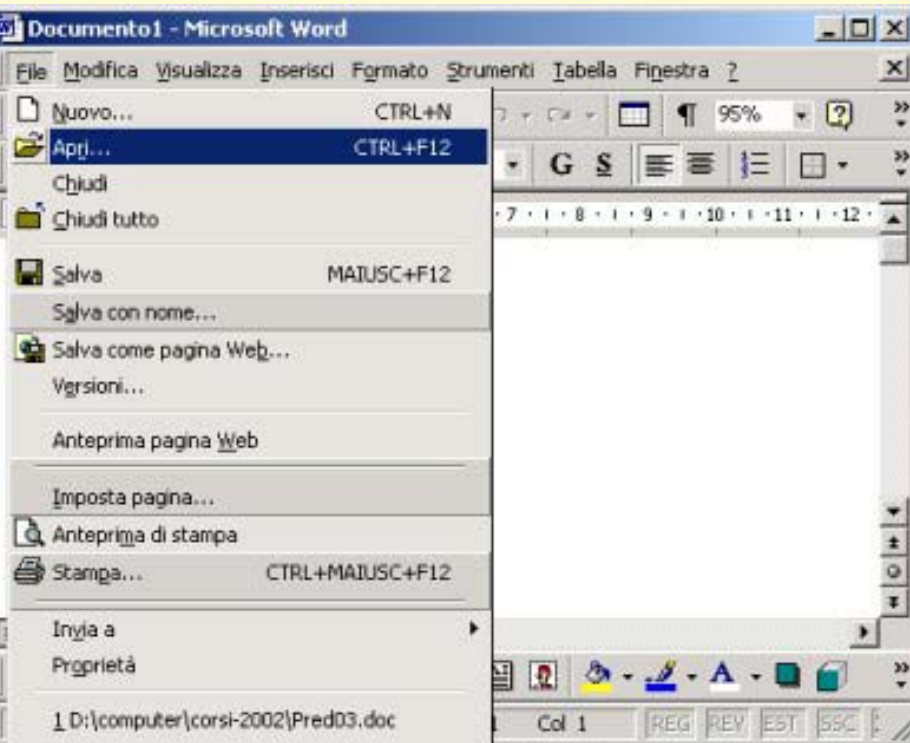 Documento1 - Microsoft Word
File Modifica Visualizza Inserisci Formato Strumenti Tabella Finestra ?
Nuovo... CTRL+N
95%
Apri... CTRL+F12
G S
Chiudi
Chiudi tutto
7 8 9 10 11 12
Salva MAIUSC+F12
Salva con nome...
Salva come pagina Web...
Versioni...
Anteprima pagina Web
Imposta pagina...
Anteprima di stampa
Stampa... CTRL+MAIUSC+F12
Invia a
Proprietà
A
1 D:\computer\corsi-2002\Pred03.doc
Col 1 REG REV EST SSC